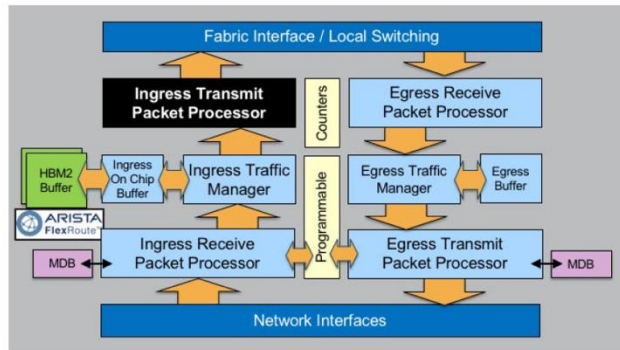 Fabric Interface / Local Switching
Ingress Transmit
Packet Processor
Counters
Egress Receive
Packet Processor
HBM2
Buffer
Ingress
On Chip
Buffer
Ingress Traffic
Manager
Egress Traffic
Manager
Egress
Buffer
ARISTA
FlexRoute™
Programmable
MDB
Ingress Receive
Packet Processor
Egress Transmit
Packet Processor
MDB
Network Interfaces